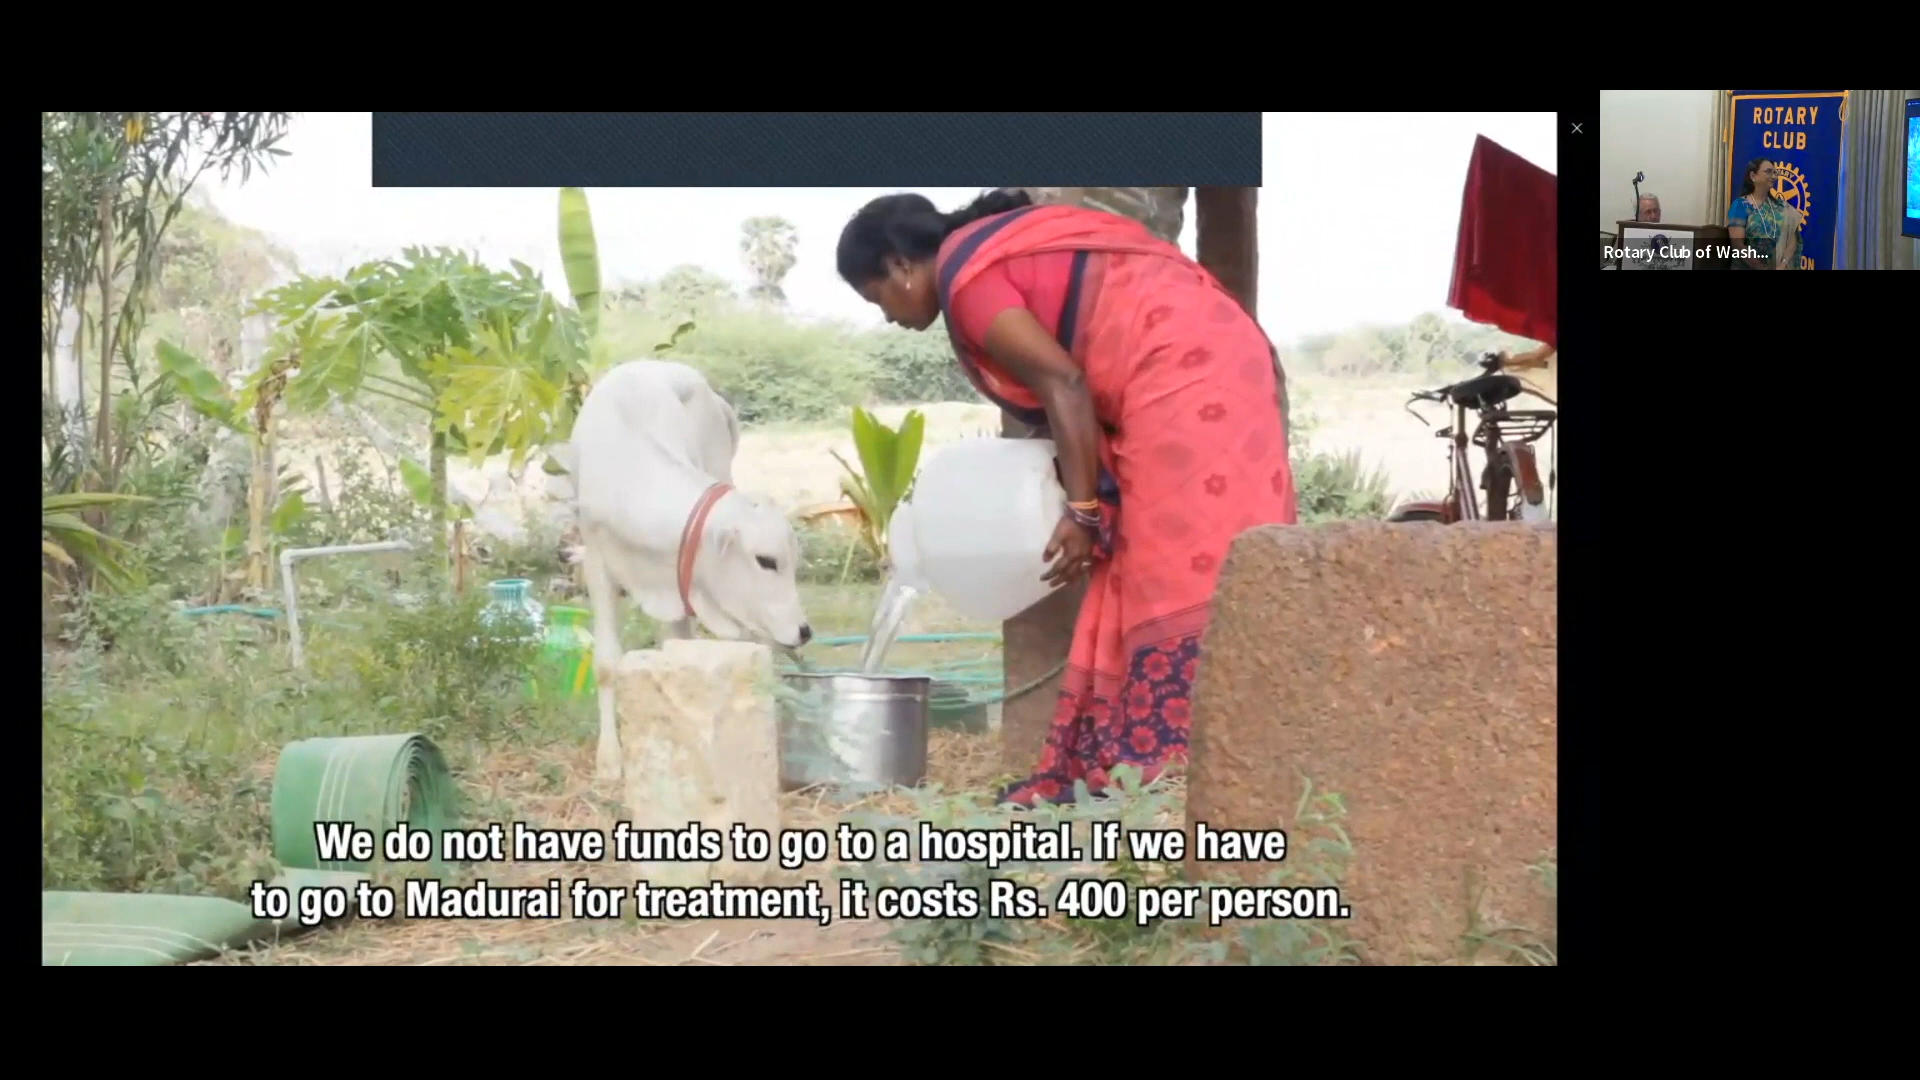 We do not have funds to go to a hospital. If we have
to go to Madurai for treatment, it costs Rs. 400 per person.
ROTARY
CLUB
Rotary Club of Wash...